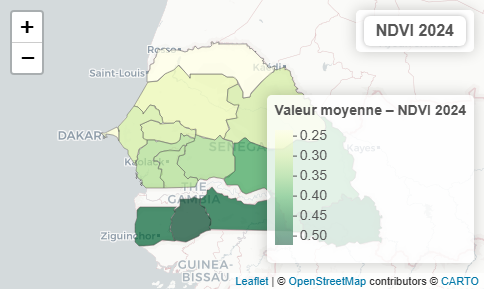 +
−
NDVI 2024
Rosso
Kaédi
Saint-Louis
DAKAR
SENEGAL
Kaolack
Kayes
THE
GAMBIA
Ziguinchor
GUINEA-
BISSAU
Valeur moyenne – NDVI 2024
0.25
0.30
0.35
0.40
0.45
0.50
Leaflet | © OpenStreetMap contributors © CARTO